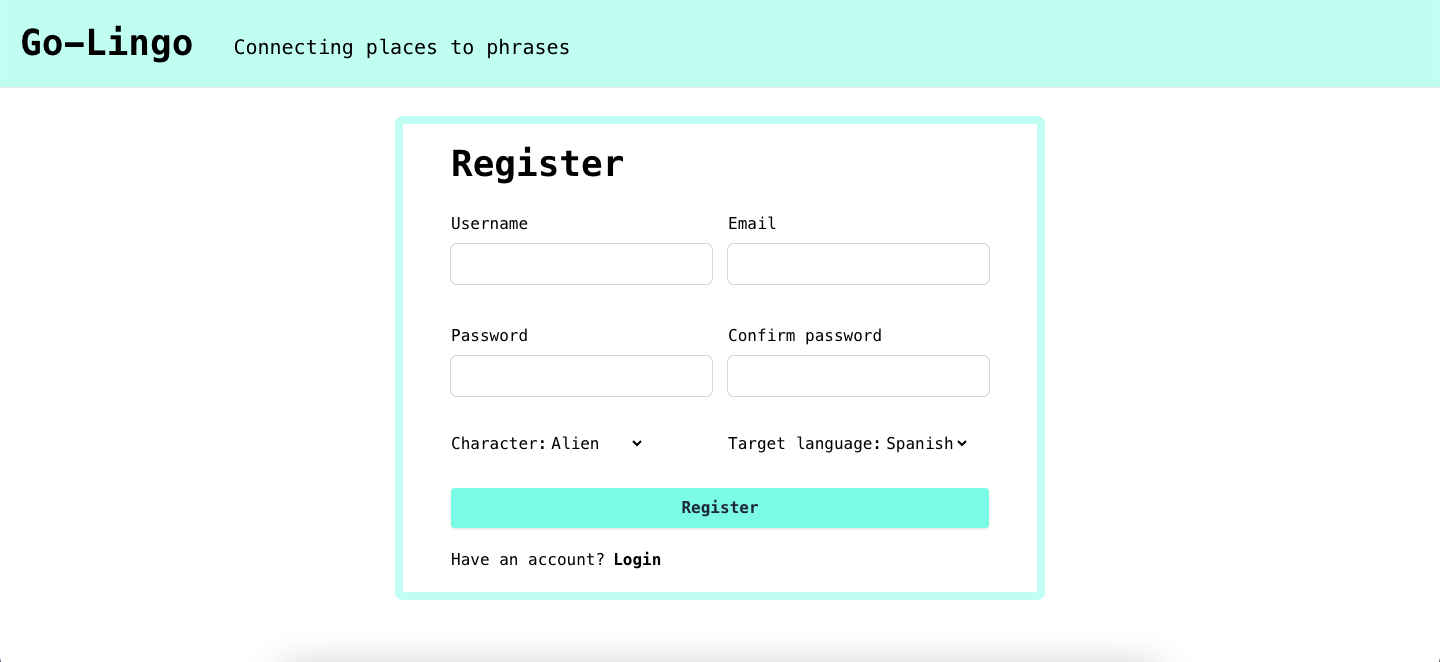 Go-Lingo Connecting places to phrases
Register
Username Email
Password Confirm password
Character: Alien Target language: Spanish
Register
Have an account? Login